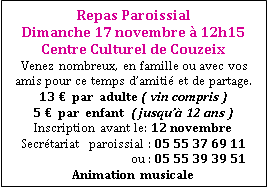 Repas Paroissial
Dimanche 17 novembre à 12h15
Centre Culturel de Couzeix
Venez nombreux, en famille ou avec vos
amis pour ce temps d'amitié et de partage.
13 € par adulte ( vin compris )
5 € par enfant ( jusqu'à 12 ans )
Inscription avant le: 12 novembre
Secrétariat paroissial : 05 55 37 69 11
ou : 05 55 39 39 51
Animation musicale